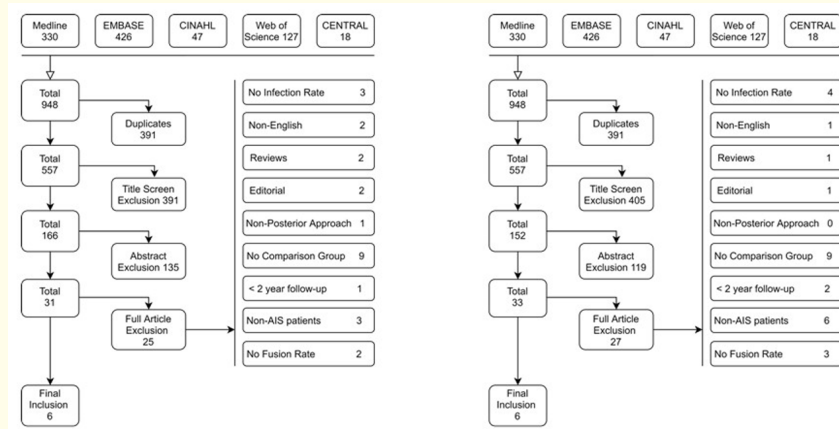 Medline
330
EMBASE
426
CINAHL
47
Web of
Science 127
CENTRAL
18
Total
948
Duplicates
391
Total
557
Title Screen
Exclusion 391
Total
166
Abstract
Exclusion 135
Total
31
Full Article
Exclusion
25
Final
Inclusion
6
No Infection Rate 3
Non-English 2
Reviews 2
Editorial 2
Non-Posterior Approach 1
No Comparison Group 9
< 2 year follow-up 1
Non-AIS patients 3
No Fusion Rate 2
Medline
330
EMBASE
426
CINAHL
47
Web of
Science 127
CENTRAL
18
Total
948
Duplicates
391
Total
557
Title Screen
Exclusion 405
Total
152
Abstract
Exclusion 119
Total
33
Full Article
Exclusion
27
Final
Inclusion
6
No Infection Rate 4
Non-English 1
Reviews 1
Editorial 1
Non-Posterior Approach 0
No Comparison Group 9
< 2 year follow-up 2
Non-AIS patients 6
No Fusion Rate 3